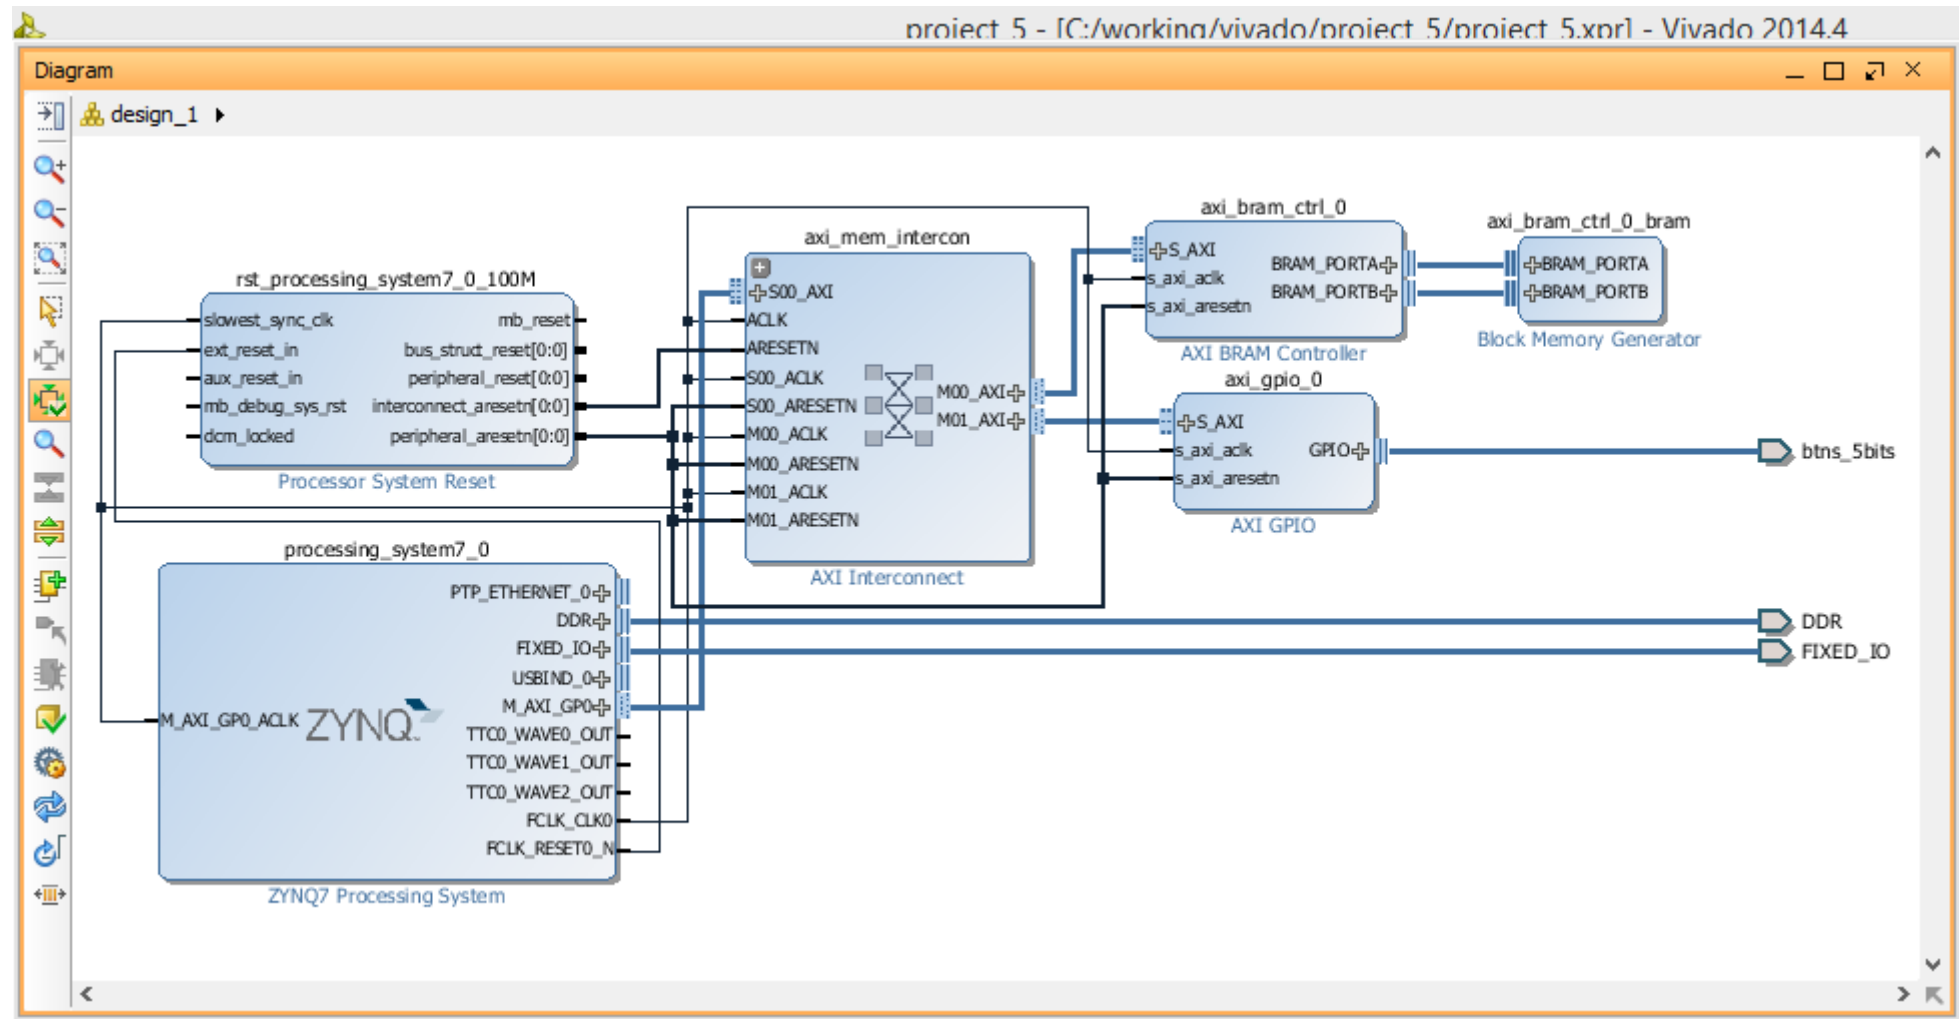 project_5 - [C:/working/vivado/project_5/project_5.xpr] - Vivado 2014.4
Diagram
design_1
rst_processing_system7_0_100M
slowest_sync_clk
ext_reset_in
aux_reset_in
mb_debug_sys_rst
dcm_locked
mb_reset
bus_struct_reset[0:0]
peripheral_reset[0:0]
interconnect_aresetn[0:0]
peripheral_aresetn[0:0]
Processor System Reset
processing_system7_0
M_AXI_GP0_ACLK
ZYNQ
PTP_ETHERNET_0
DDR
FIXED_IO
USBIND_0
M_AXI_GP0
TTC0_WAVE0_OUT
TTC0_WAVE1_OUT
TTC0_WAVE2_OUT
FCLK_CLK0
FCLK_RESET0_N
ZYNQ7 Processing System
axi_mem_intercon
S00_AXI
ACLK
ARESETN
S00_ACLK
S00_ARESETN
M00_ACLK
M00_ARESETN
M01_ACLK
M01_ARESETN
M00_AXI
M01_AXI
AXI Interconnect
axi_bram_ctrl_0
S_AXI
s_axi_aclk
s_axi_aresetn
BRAM_PORTA
BRAM_PORTB
AXI BRAM Controller
axi_bram_ctrl_0_bram
BRAM_PORTA
BRAM_PORTB
Block Memory Generator
axi_gpio_0
S_AXI
s_axi_aclk
s_axi_aresetn
GPIO
AXI GPIO
btns_5bits
DDR
FIXED_IO